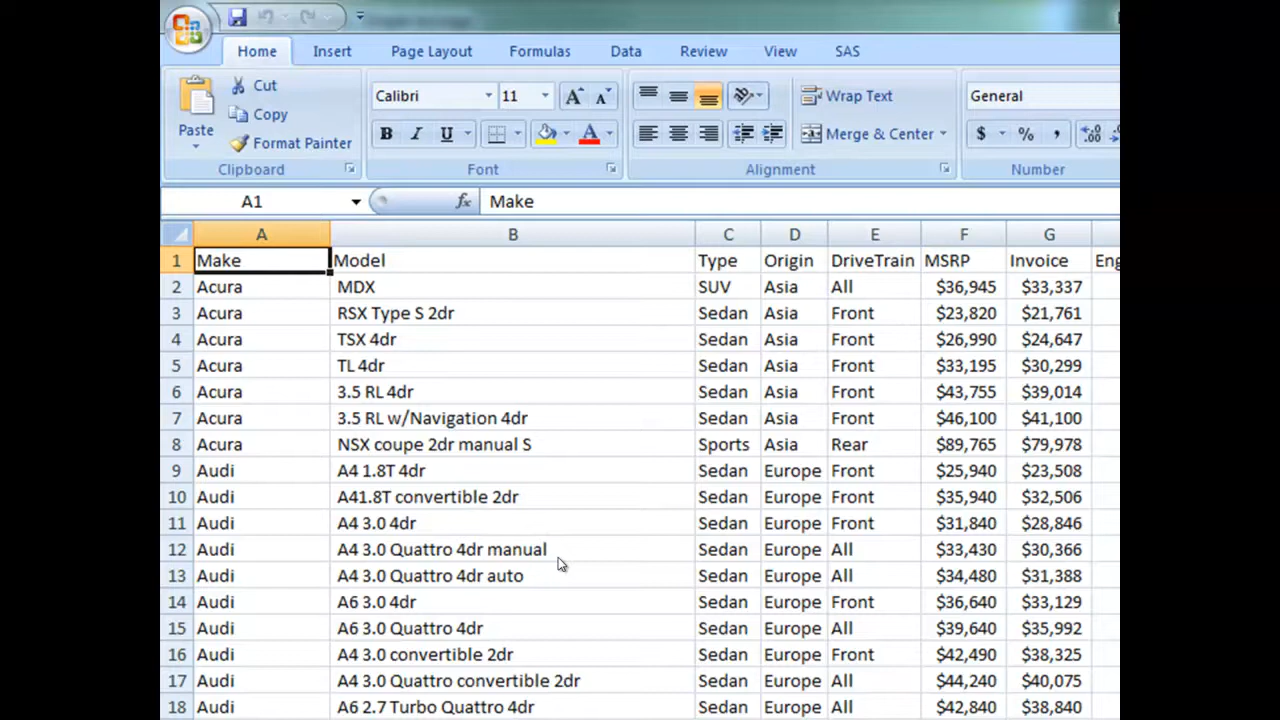 Home Insert Page Layout Formulas Data Review View SAS
Cut
Copy
Format Painter
Paste
Calibri 11
B I U
Wrap Text
Merge & Center
General
$ % ,
Clipboard Font Alignment Number
A1 fx Make
A B C D E F G
1 Make Model Type Origin DriveTrain MSRP Invoice Eng
2 Acura MDX SUV Asia All $36,945 $33,337
3 Acura RSX Type S 2dr Sedan Asia Front $23,820 $21,761
4 Acura TSX 4dr Sedan Asia Front $26,990 $24,647
5 Acura TL 4dr Sedan Asia Front $33,195 $30,299
6 Acura 3.5 RL 4dr Sedan Asia Front $43,755 $39,014
7 Acura 3.5 RL w/Navigation 4dr Sedan Asia Front $46,100 $41,100
8 Acura NSX coupe 2dr manual S Sports Asia Rear $89,765 $79,978
9 Audi A4 1.8T 4dr Sedan Europe Front $25,940 $23,508
10 Audi A41.8T convertible 2dr Sedan Europe Front $35,940 $32,506
11 Audi A4 3.0 4dr Sedan Europe Front $31,840 $28,846
12 Audi A4 3.0 Quattro 4dr manual Sedan Europe All $33,430 $30,366
13 Audi A4 3.0 Quattro 4dr auto Sedan Europe All $34,480 $31,388
14 Audi A6 3.0 4dr Sedan Europe Front $36,640 $33,129
15 Audi A6 3.0 Quattro 4dr Sedan Europe All $39,640 $35,992
16 Audi A4 3.0 convertible 2dr Sedan Europe Front $42,490 $38,325
17 Audi A4 3.0 Quattro convertible 2dr Sedan Europe All $44,240 $40,075
18 Audi A6 2.7 Turbo Quattro 4dr Sedan Europe All $42,840 $38,840